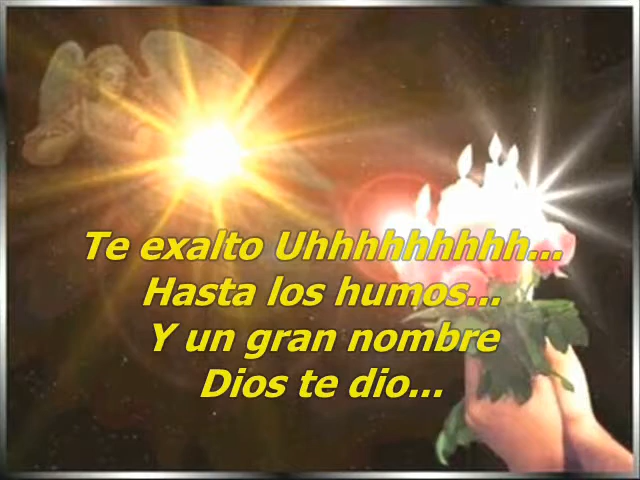 Te exalto Uhhhhhhhhh...
Hasta los humos...
Y un gran nombre
Dios te dio...